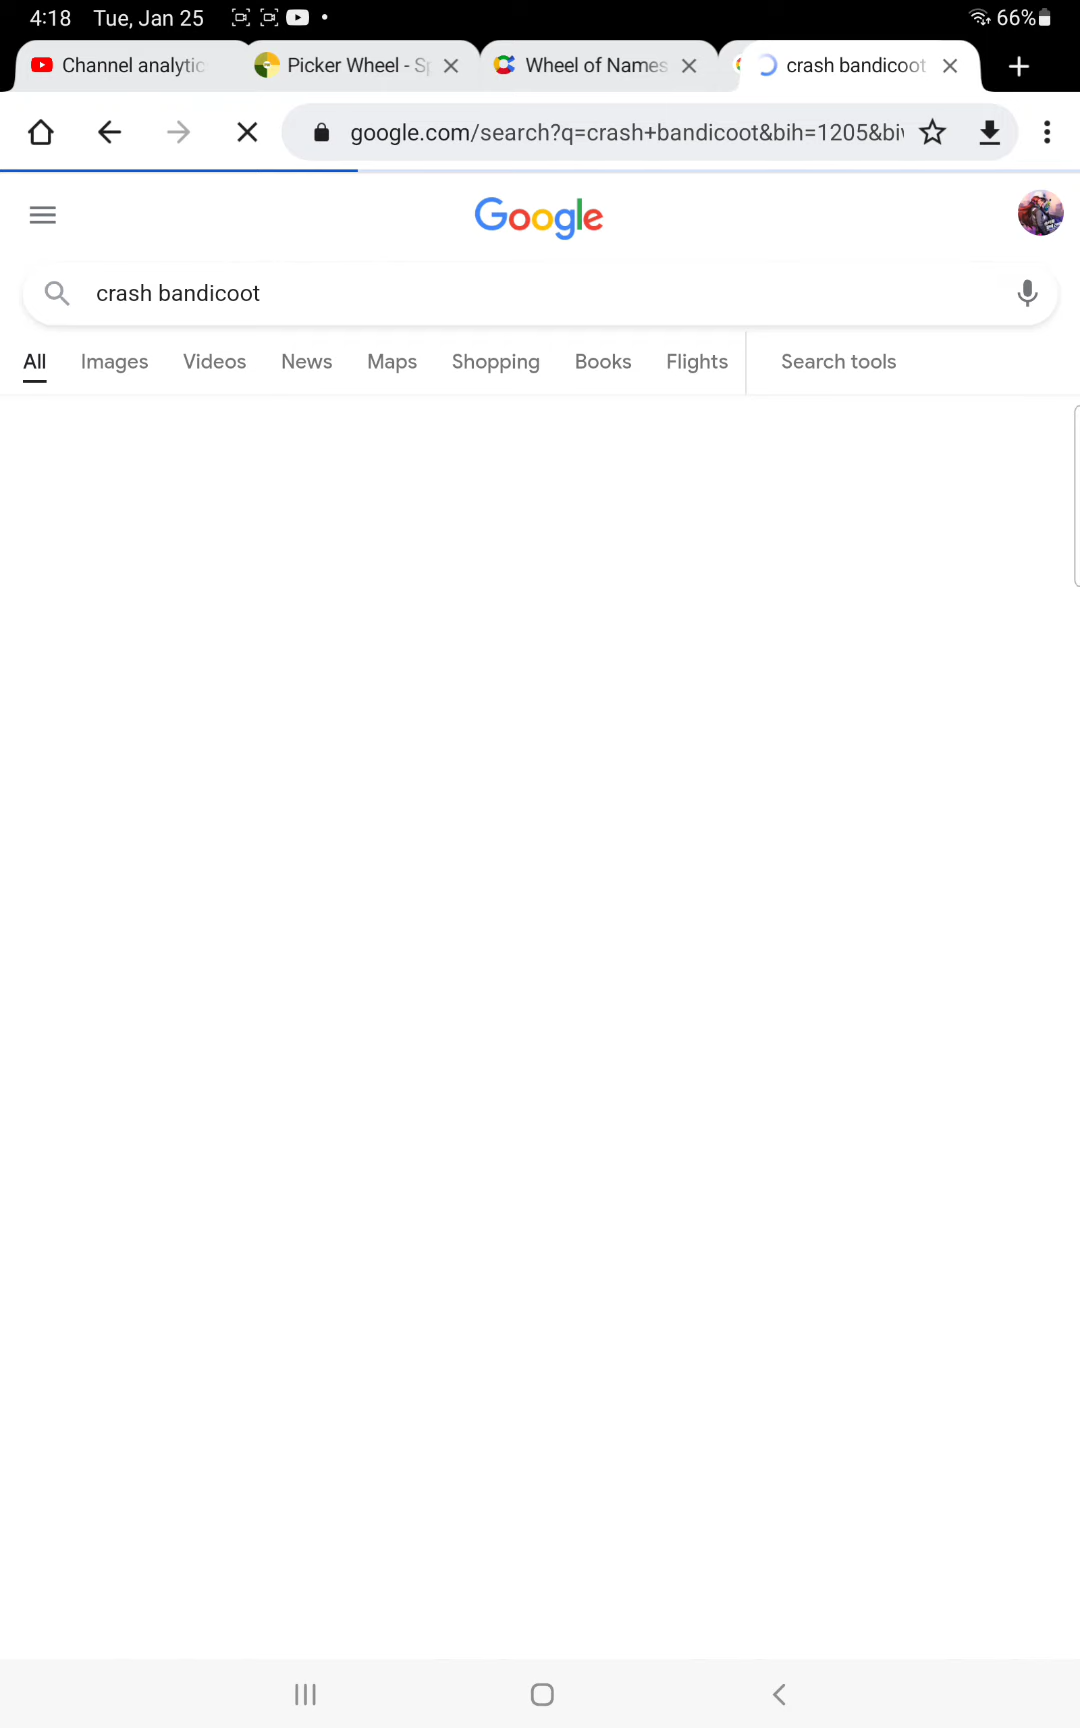 4:18 Tue, Jan 25 66%
Channel analytic Picker Wheel - Sp Wheel of Names crash bandicoot
google.com/search?q=crash+bandicoot&bih=1205&bi
Google
crash bandicoot
All Images Videos News Maps Shopping Books Flights Search tools